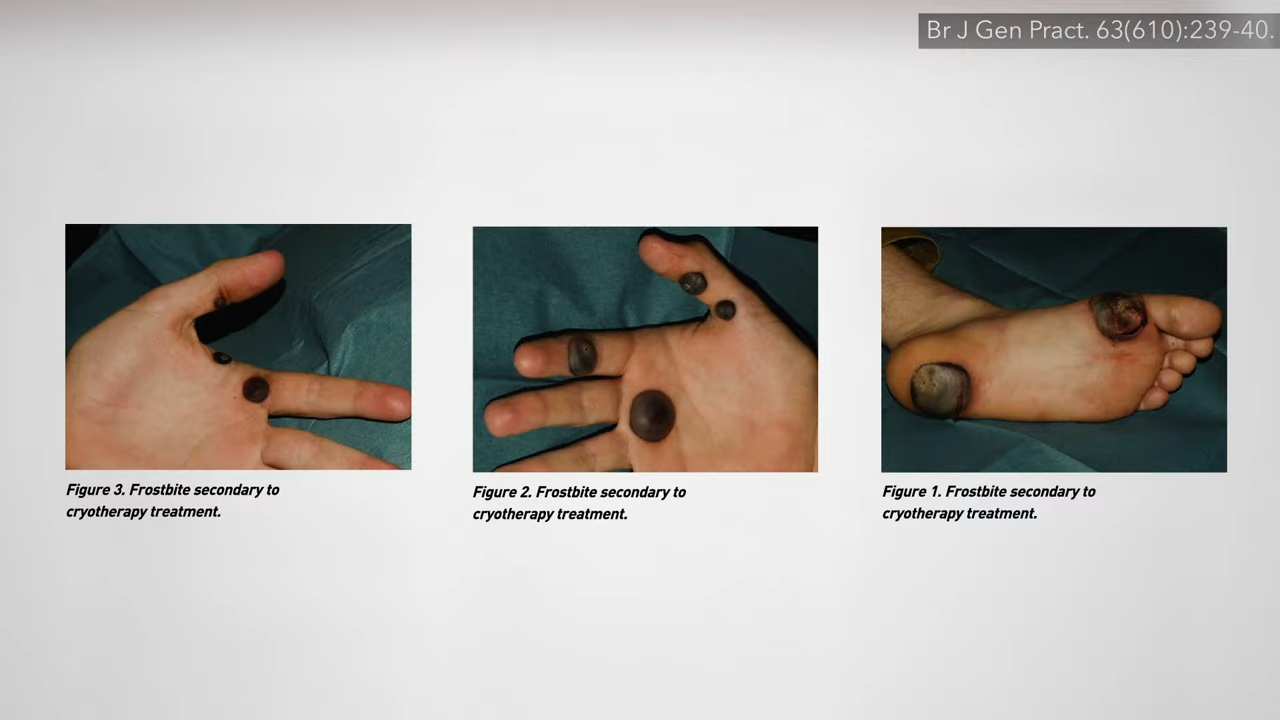 Br J Gen Pract. 63(610):239-40.
Figure 3. Frostbite secondary to
cryotherapy treatment.
Figure 2. Frostbite secondary to
cryotherapy treatment.
Figure 1. Frostbite secondary to
cryotherapy treatment.